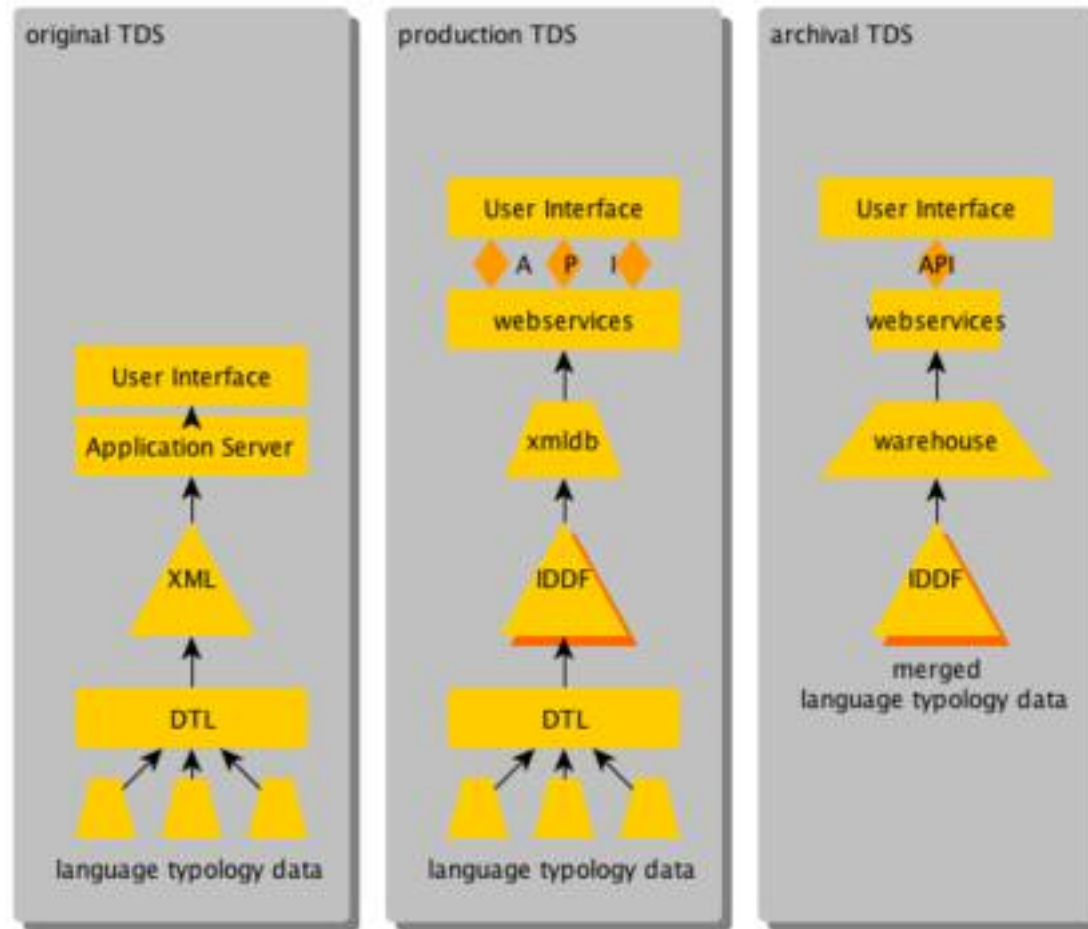 original TDS
User Interface
Application Server
XML
DTL
language typology data
production TDS
User Interface
A P I
webservices
xmldb
IDDF
DTL
language typology data
archival TDS
User Interface
API
webservices
warehouse
IDDF
merged
language typology data